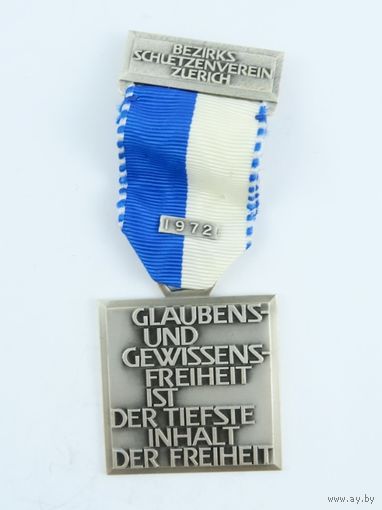 BEZIRKS
SCHUETZENVEREIN
ZUERICH
1972
GLAUBENS-
UND
GEWISSENS-
FREIHEIT
IST
DER TIEFSTE
INHALT
DER FREIHEIT
www.ay.by